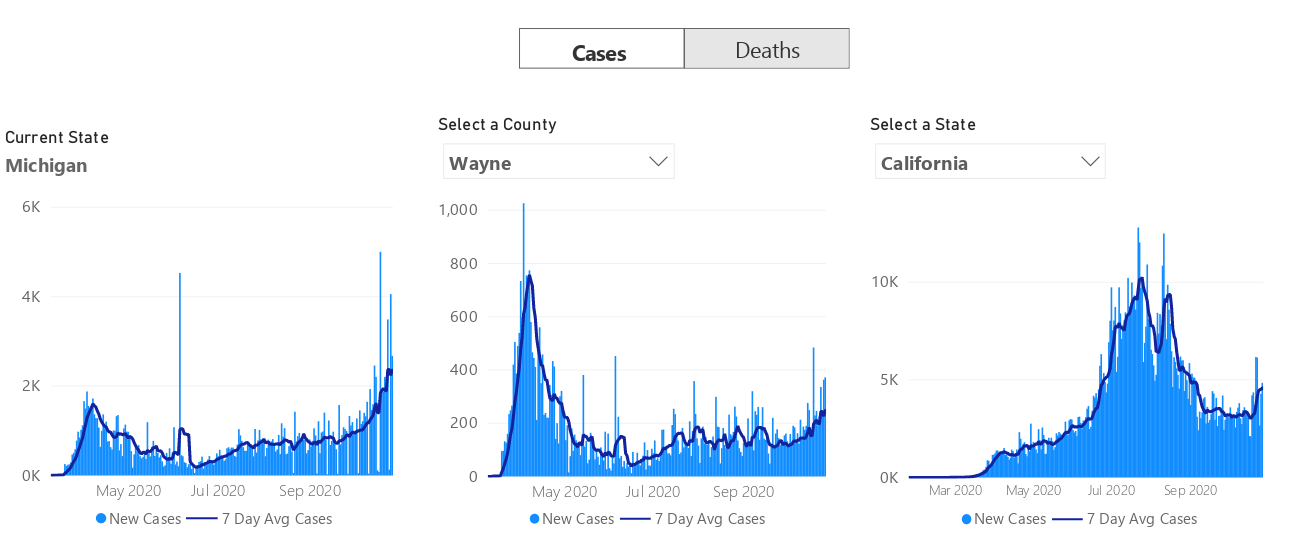 Cases Deaths
Current State
Michigan
6K
4K
2K
0K
May 2020 Jul 2020 Sep 2020
New Cases 7 Day Avg Cases
Select a County
Wayne
1,000
800
600
400
200
0
May 2020 Jul 2020 Sep 2020
New Cases 7 Day Avg Cases
Select a State
California
10K
5K
0K
Mar 2020 May 2020 Jul 2020 Sep 2020
New Cases 7 Day Avg Cases